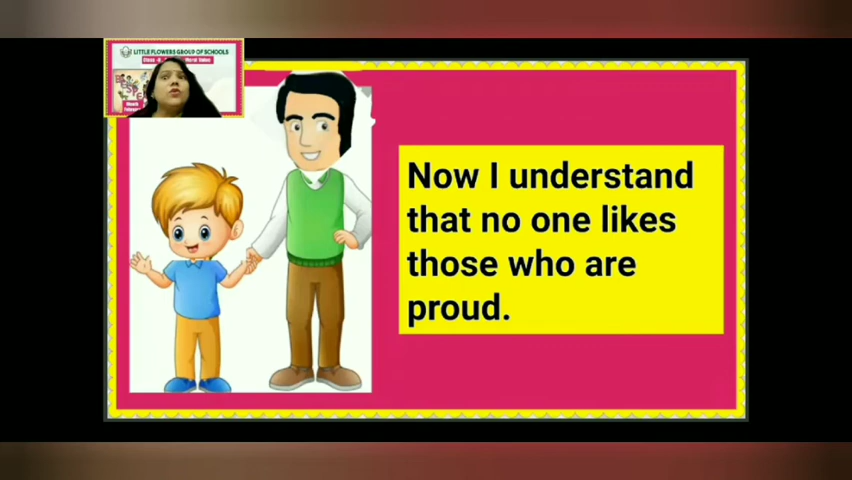 LITTLE FLOWERS GROUP OF SCHOOLS
Now I understand
that no one likes
those who are
proud.